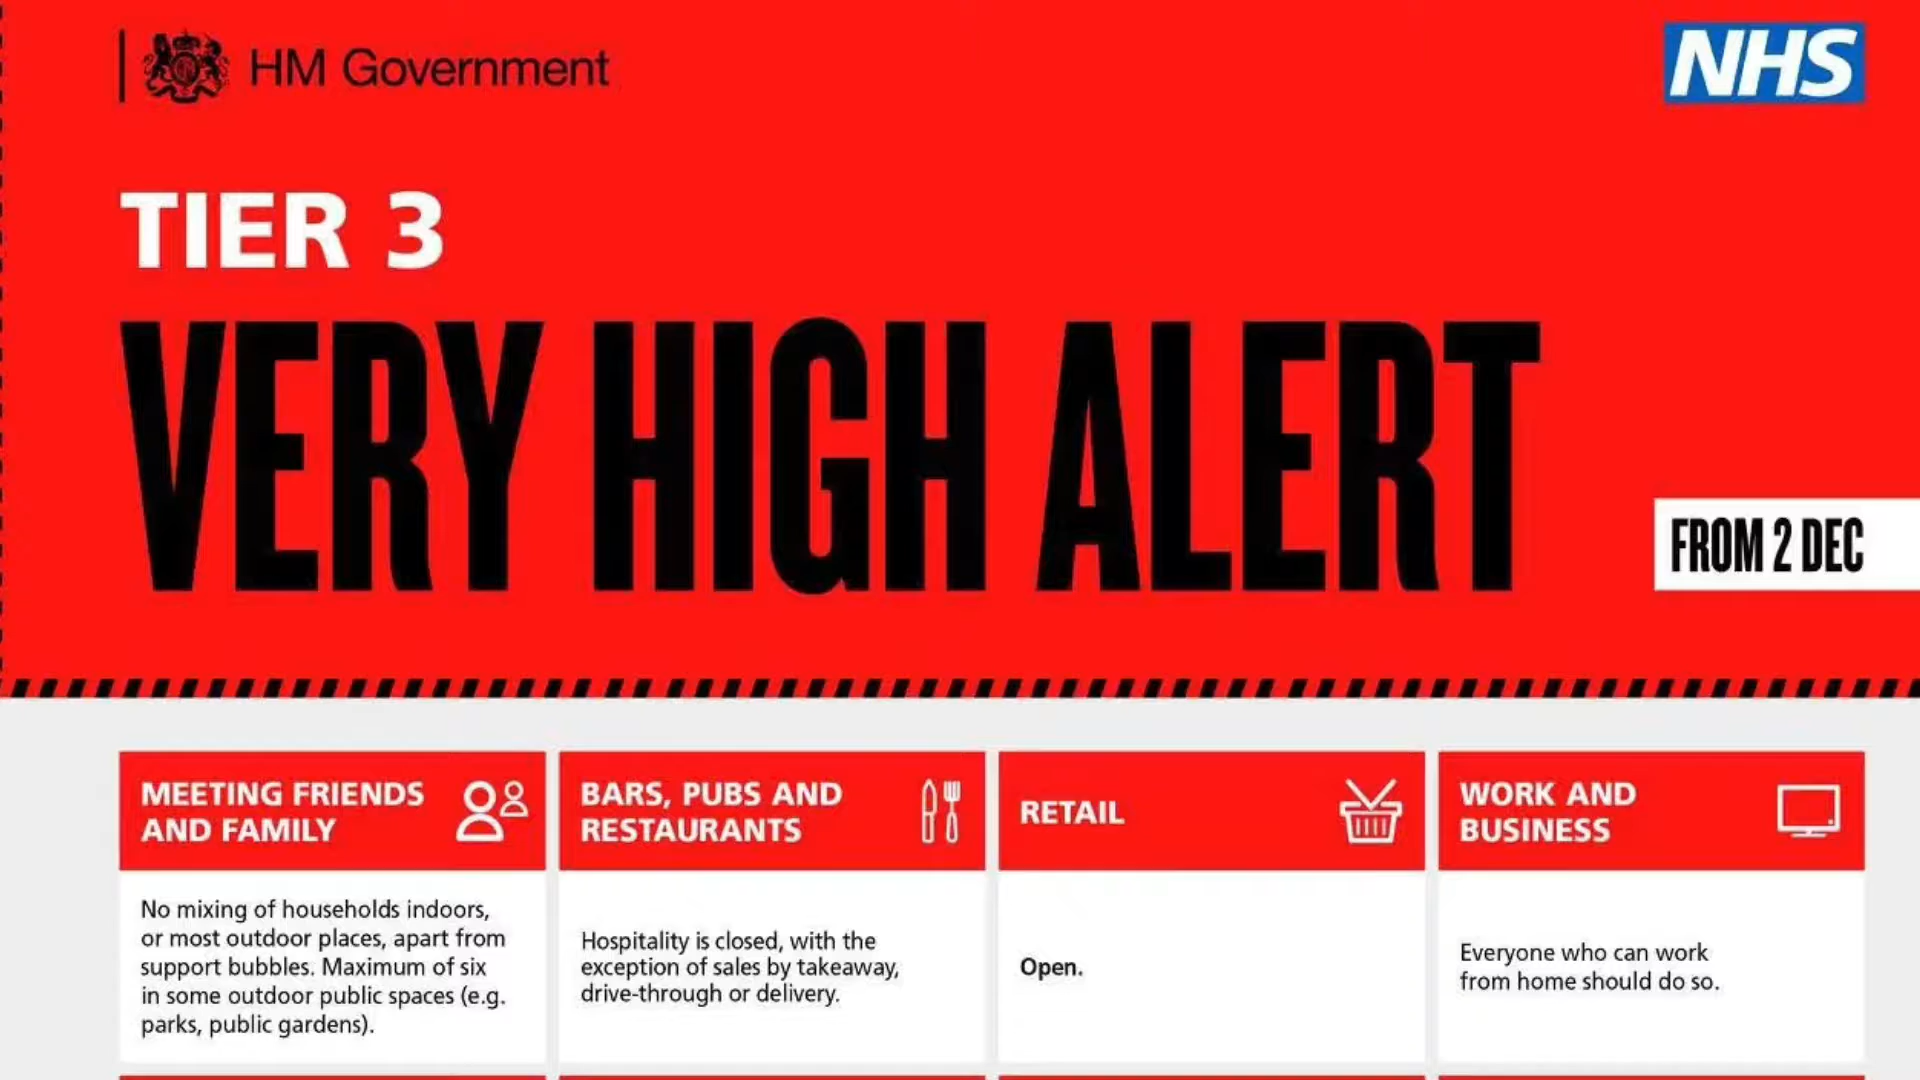 HM Government
NHS
TIER 3
VERY HIGH ALERT
FROM 2 DEC
MEETING FRIENDS
AND FAMILY
No mixing of households indoors,
or most outdoor places, apart from
support bubbles. Maximum of six
in some outdoor public spaces (e.g.
parks, public gardens).
BARS, PUBS AND
RESTAURANTS
Hospitality is closed, with the
exception of sales by takeaway,
drive-through or delivery.
RETAIL
Open.
WORK AND
BUSINESS
Everyone who can work
from home should do so.